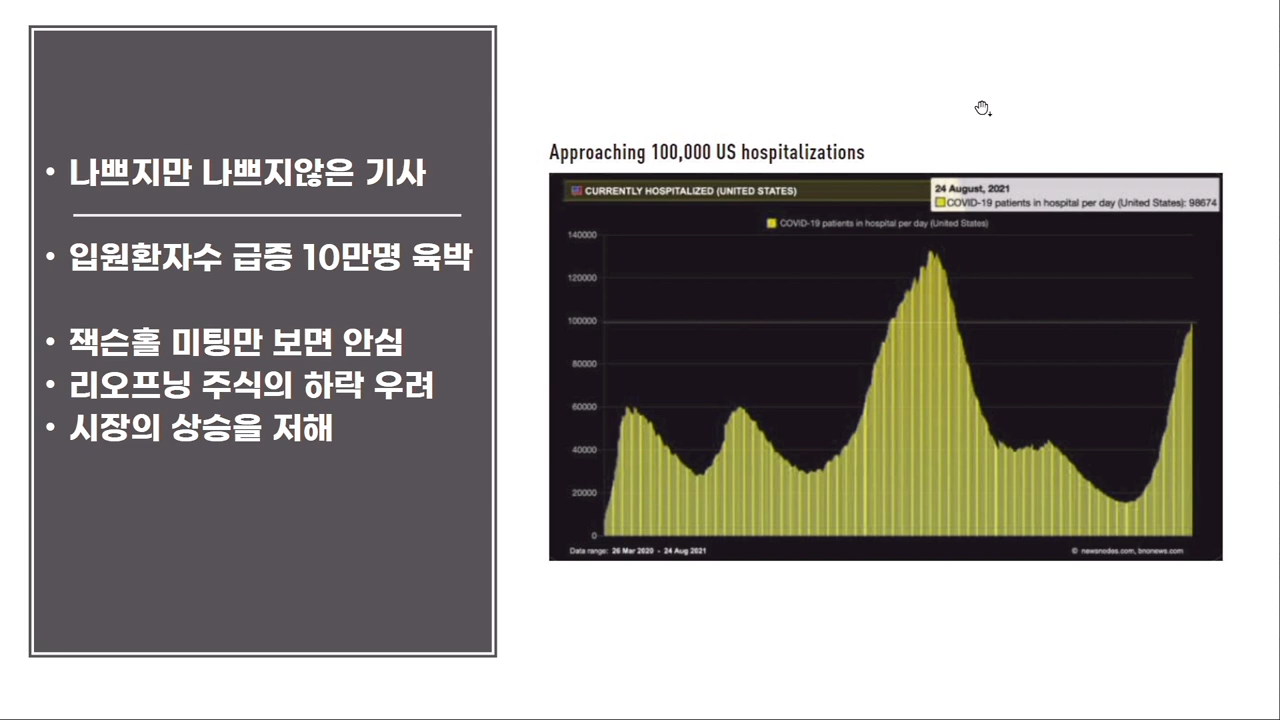 • 나쁘지만 나쁘지않은 기사
• 입원환자수 급증 10만명 육박
• 잭슨홀 미팅만 보면 안심
• 리오프닝 주식의 하락 우려
• 시장의 상승을 저해
Approaching 100,000 US hospitalizations
CURRENTLY HOSPITALIZED (UNITED STATES)
24 August, 2021
COVID-19 patients in hospital per day (United States): 98674
COVID-19 patients in hospital per day (United States)
140000
120000
100000
80000
60000
40000
20000
0
Data range: 26 Mar 2020 - 24 Aug 2021
© newsnodes.com, bnonews.com